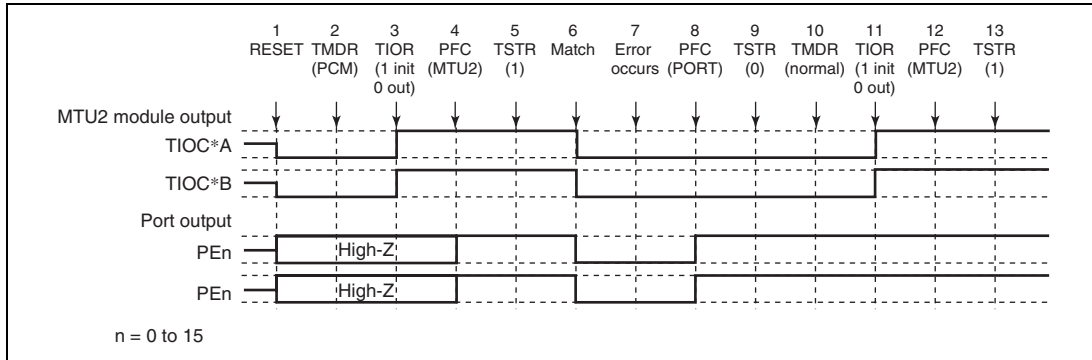 1 2 3 4 5 6 7 8 9 10 11 12 13
RESET TMDR TIOR PFC TSTR Match Error PFC TSTR TMDR TIOR PFC TSTR
(PCM) (1 init (MTU2) (1) occurs (PORT) (0) (normal) (1 init (MTU2) (1)
0 out) 0 out)
MTU2 module output
TIOC*A
TIOC*B
Port output
PEn High-Z
PEn High-Z
n = 0 to 15